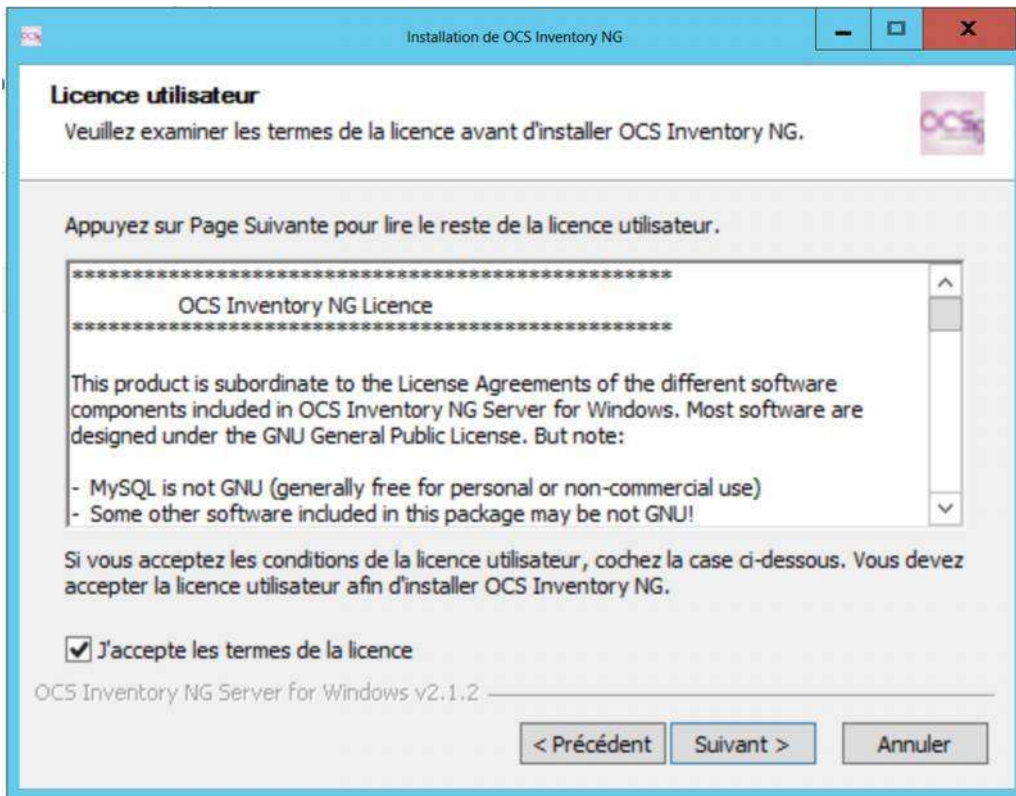 Installation de OCS Inventory NG
Licence utilisateur
Veuillez examiner les termes de la licence avant d'installer OCS Inventory NG.
OCS
Appuyez sur Page Suivante pour lire le reste de la licence utilisateur.
**************************************************
OCS Inventory NG Licence
**************************************************
This product is subordinate to the License Agreements of the different software
components included in OCS Inventory NG Server for Windows. Most software are
designed under the GNU General Public License. But note:
- MySQL is not GNU (generally free for personal or non-commercial use)
- Some other software included in this package may be not GNU!
Si vous acceptez les conditions de la licence utilisateur, cochez la case ci-dessous. Vous devez
accepter la licence utilisateur afin d'installer OCS Inventory NG.
J'accepte les termes de la licence
OCS Inventory NG Server for Windows v2.1.2
< Précédent Suivant > Annuler